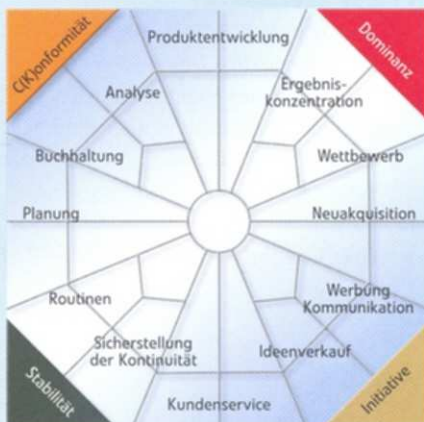 C(K)onformität
Produktentwicklung
Dominanz
Analyse
Ergebnis-
konzentration
Buchhaltung
Wettbewerb
Planung
Neuakquisition
Routinen
Werbung
Kommunikation
Sicherstellung
der Kontinuität
Ideenverkauf
Stabilität
Kundenservice
Initiative